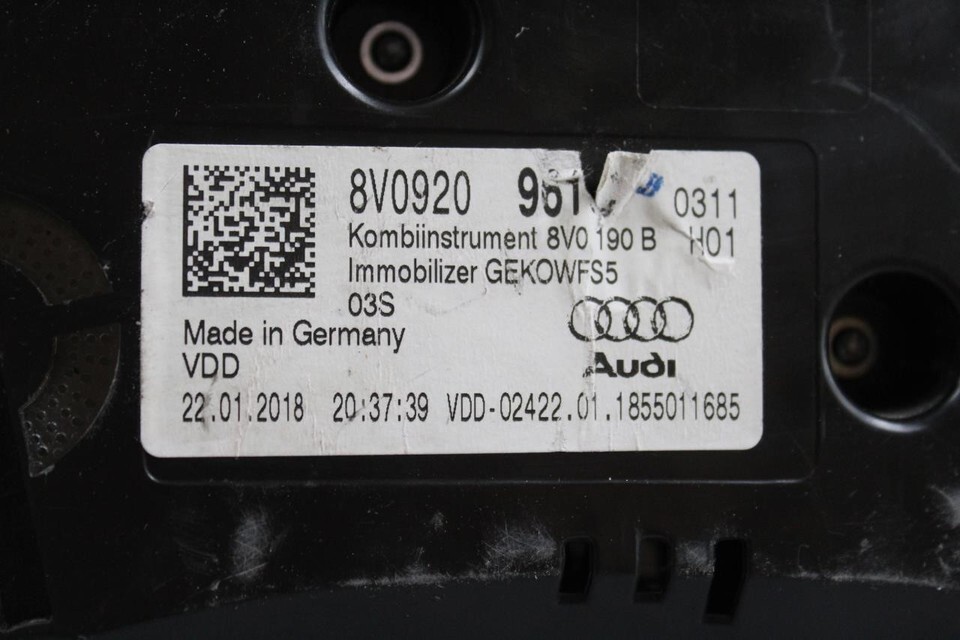 8V0920 0311
Kombiinstrument 8V0 190 B H01
Immobilizer GEKOWFS5
03S
Made in Germany
Audi
VDD
22.01.2018 20:37:39 VDD-02422.01.1855011685